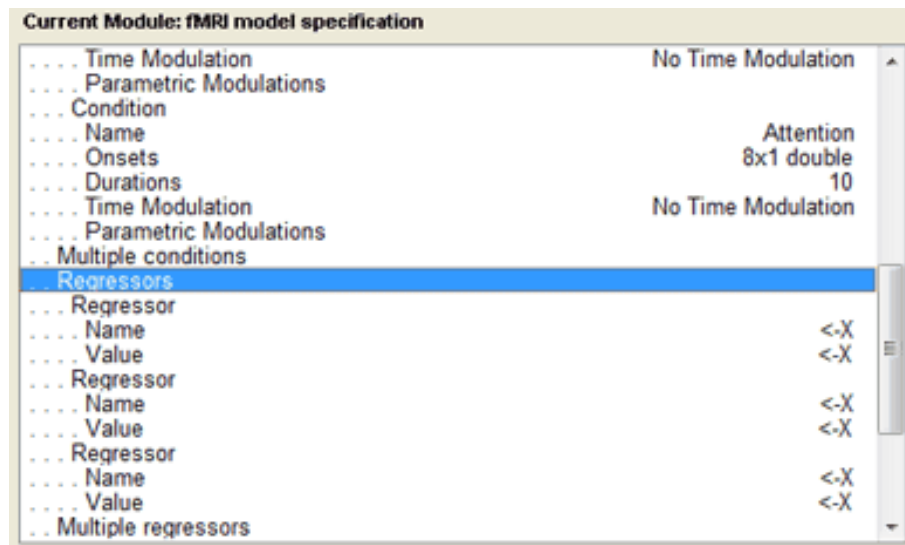 Current Module: fMRI model specification
. . . . Time Modulation No Time Modulation
. . . . Parametric Modulations
. . . Condition
. . . . Name Attention
. . . . Onsets 8x1 double
. . . . Durations 10
. . . . Time Modulation No Time Modulation
. . . . Parametric Modulations
. . Multiple conditions
. . Regressors
. . . Regressor
. . . . Name <-X
. . . . Value <-X
. . . Regressor
. . . . Name <-X
. . . . Value <-X
. . . Regressor
. . . . Name <-X
. . . . Value <-X
. . Multiple regressors